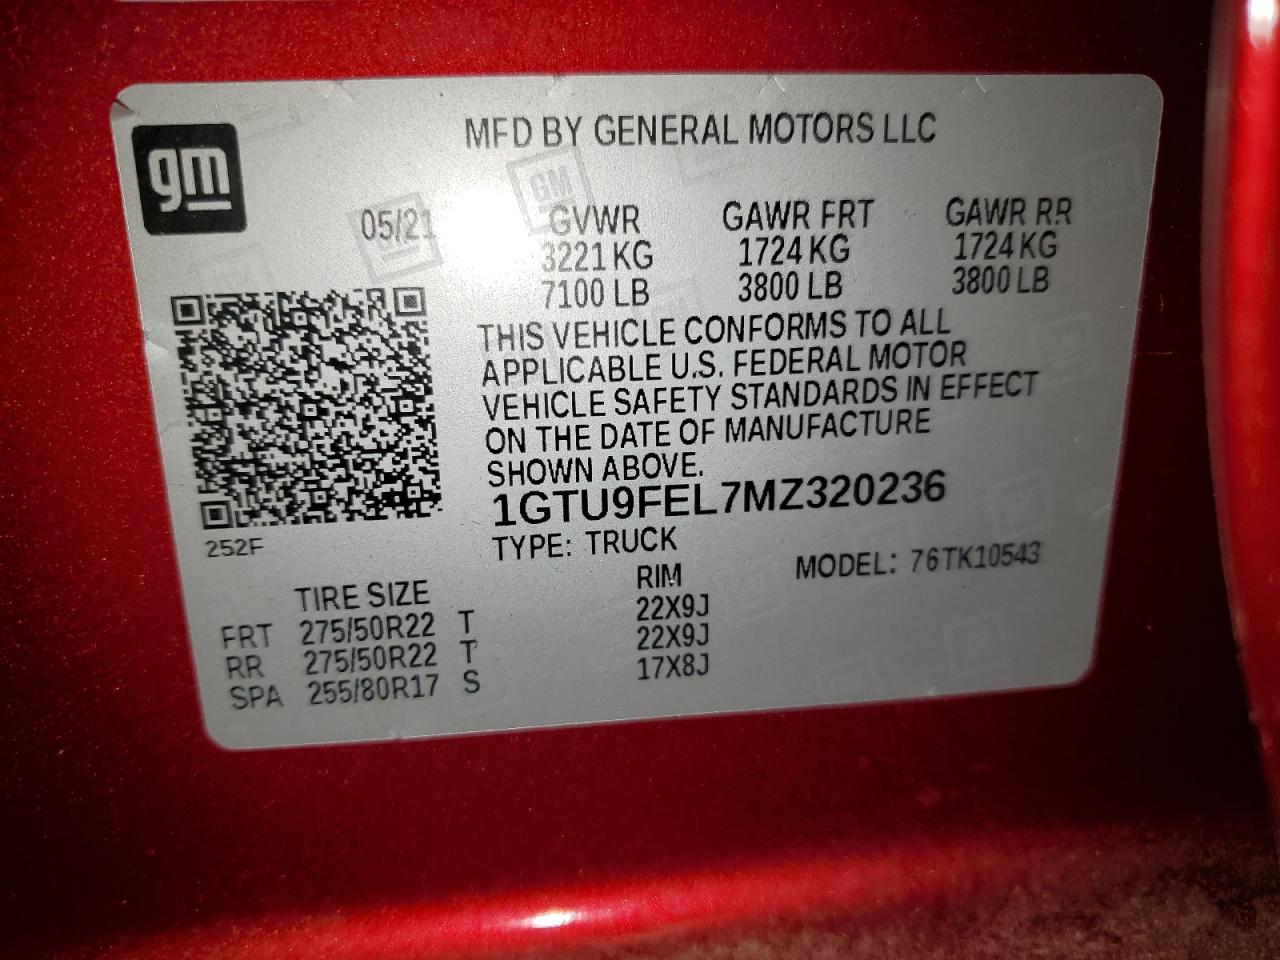 gm
MFD BY GENERAL MOTORS LLC
05/21 GVWR GAWR FRT GAWR RR
3221 KG 1724 KG 1724 KG
7100 LB 3800 LB 3800 LB
THIS VEHICLE CONFORMS TO ALL
APPLICABLE U.S. FEDERAL MOTOR
VEHICLE SAFETY STANDARDS IN EFFECT
ON THE DATE OF MANUFACTURE
SHOWN ABOVE.
1GTU9FEL7MZ320236
252F
TYPE: TRUCK
MODEL: 76TK10543
TIRE SIZE RIM
FRT 275/50R22 T 22X9J
RR 275/50R22 T 22X9J
SPA 255/80R17 S 17X8J